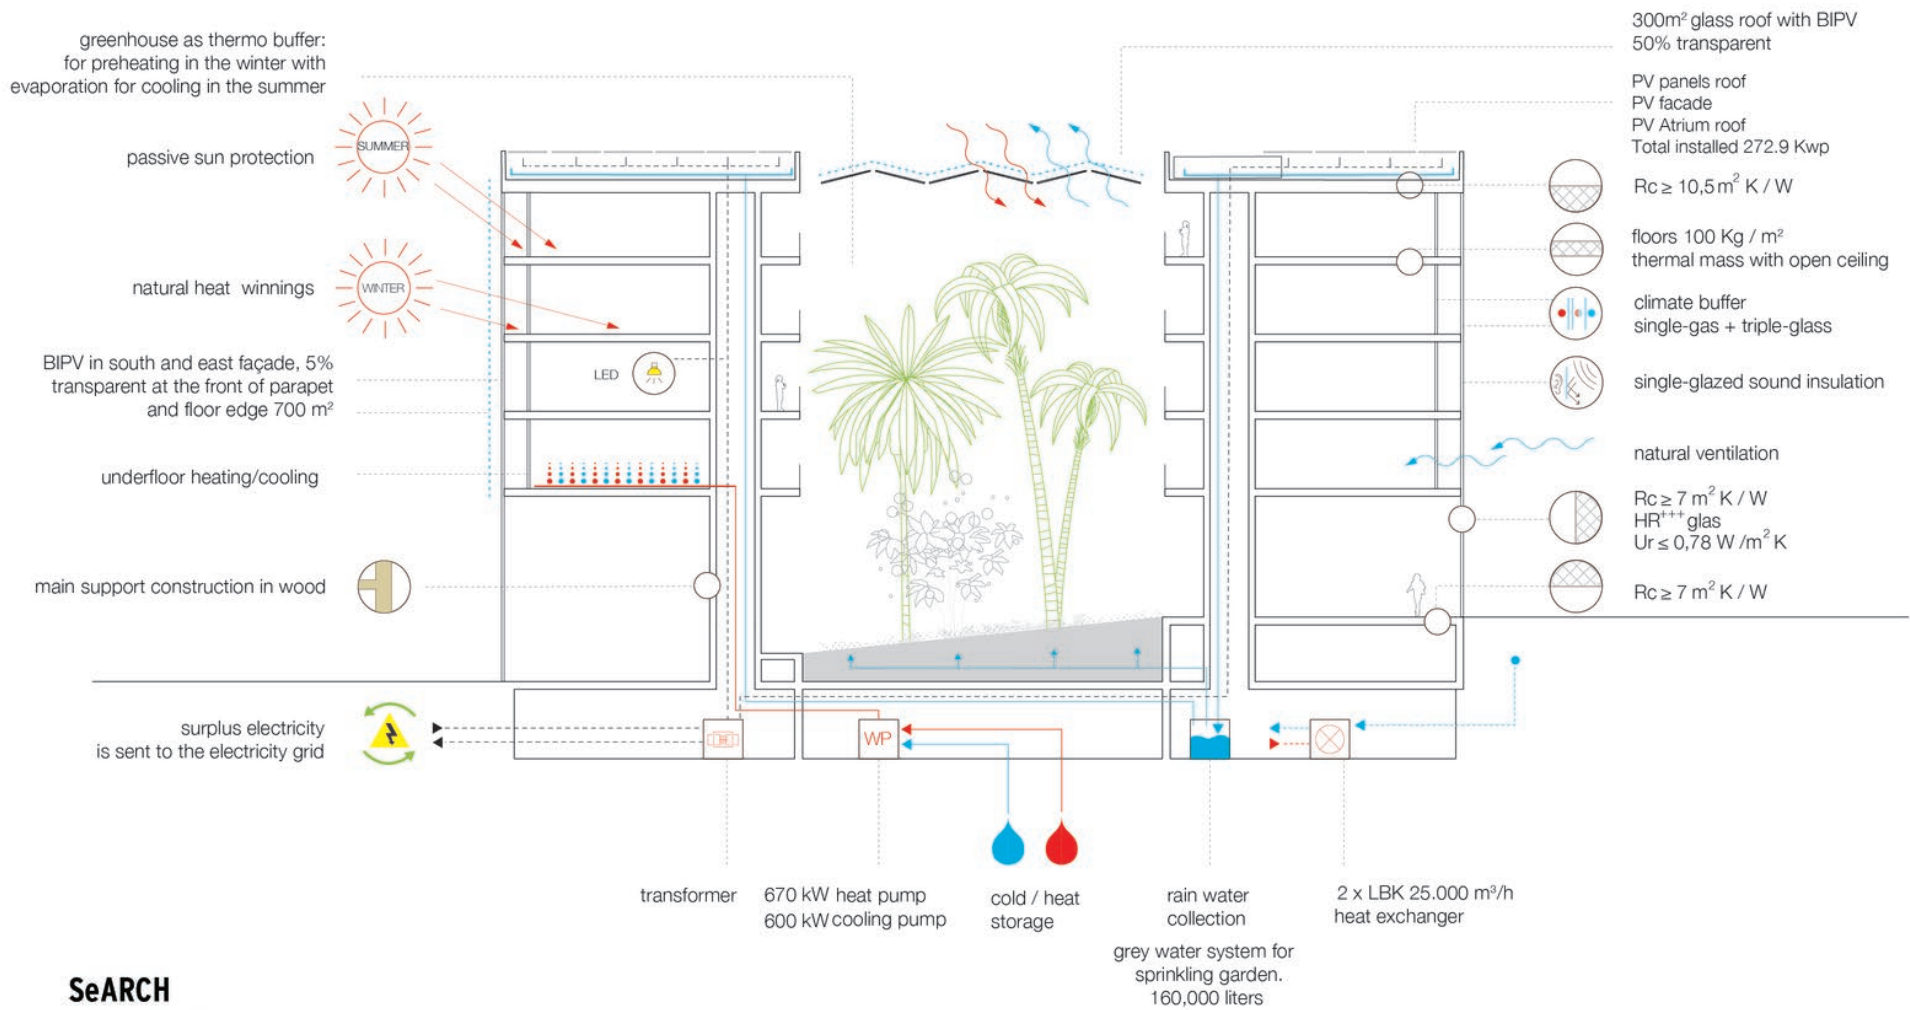 greenhouse as thermo buffer:
for preheating in the winter with
evaporation for cooling in the summer
SUMMER
passive sun protection
WINTER
natural heat winnings
BIPV in south and east façade, 5%
transparent at the front of parapet
and floor edge 700 m²
LED
underfloor heating/cooling
main support construction in wood
surplus electricity
is sent to the electricity grid
300m² glass roof with BIPV
50% transparent
PV panels roof
PV facade
PV Atrium roof
Total installed 272.9 Kwp
Rc ≥ 10,5 m² K / W
floors 100 Kg / m²
thermal mass with open ceiling
climate buffer
single-gas + triple-glass
single-glazed sound insulation
natural ventilation
Rc ≥ 7 m² K / W
HR⁺⁺⁺ glas
Ur ≤ 0,78 W /m² K
Rc ≥ 7 m² K / W
WP
transformer
670 kW heat pump
600 kW cooling pump
cold / heat
storage
rain water
collection
grey water system for
sprinkling garden.
160,000 liters
2 x LBK 25.000 m³/h
heat exchanger
SeARCH